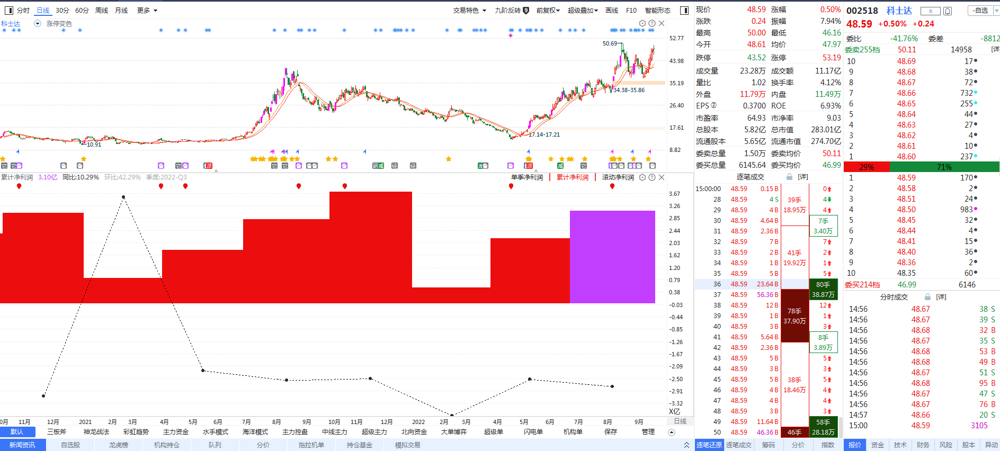 分时 日线 30分 60分 周线 月线 更多 交易特色 九阶反转 9 前复权 超级叠加 画线 F10 智能形态
科士达 涨停变色
52.77
50.69
43.98
35.19
34.38-35.86
26.40
17.61
17.14-17.21
10.91
8.82
累计净利润 3.10亿 同比:10.29% 环比:42.29% 季度:2022-Q3 单季净利润 累计净利润 滚动净利润
3.67
3.26
2.85
2.44
2.03
1.62
1.20
0.79
0.38
-0.03
-0.44
-0.85
-1.26
-1.67
-2.09
-2.50
-2.91
-3.32
X亿
11月 12月 2021 2月 3月 4月 5月 6月 7月 8月 9月 10月 11月 12月 2022 2月 3月 4月 5月 6月 7月 8月 9月 日线
默认 三板斧 神龙战法 彩虹趋势 主力资金 水手模式 海洋模式 主力控盘 中线主力 超级主力 北向资金 大单博弈 超级单 闪电单 机构单 保存 管理
新闻资讯 自选股 龙虎榜 机构持仓 队列 分价 拖拉机单 持仓基金 模拟交易
现价 48.59 涨幅 0.50%
涨跌 0.24 振幅 7.94%
最高 50.00 最低 46.16
今开 48.61 均价 47.97
跌停 43.52 涨停 53.19
成交量 23.28万 成交额 11.17亿
量比 1.02 换手率 4.12%
外盘 11.79万 内盘 11.49万
EPS② 0.3700 ROE 6.93%
市盈率 64.93 市净率 9.03
总股本 5.82亿 总市值 283.01亿
流通股本 5.65亿 流通市值 274.70亿
委卖总量 1.50万 委卖均价 50.11
委买总量 6145.64 委买均价 46.99
逐笔成交 [详]
15:00:00 48.59 0.15 B 0
28 48.59 4 S 39手 4
29 48.59 4 B 18.95万 4
30 48.59 4.64 B 7手
31 48.59 2.36 B 3.40万
32 48.59 7 B 7
33 48.59 2 B 41手 2
34 48.59 1 B 19.92万 1
35 48.59 5 B 5
36 48.59 23.64 B 80手
37 48.59 56.36 B 38.87万
38 48.59 12 B 78手 12
39 48.59 1 B 37.90万 1
40 48.59 3 B 3
41 48.59 5.64 B 8手
42 48.59 2.36 B 3.89万
43 48.59 5 B 5
44 48.59 3 B 3
45 48.59 5 B 38手 5
46 48.59 4 B 18.46万 4
47 48.59 4 B 4
48 48.59 3 B 3
49 48.59 11.64 B 58手
50 48.59 46.36 B 46手 28.18万
逐笔还原 逐笔成交 筹码 分价 指数
002518 科士达 R -自选
48.59 +0.50% +0.24
委比 -41.76% 委差 -8812
委卖255档 50.11 14958 [详
10 48.69 17
9 48.68 38
8 48.67 72
7 48.66 732
6 48.65 255
5 48.64 44
4 48.63 27
3 48.62 4
2 48.61 10
1 48.60 237
29% 71%
1 48.59 170
2 48.58 2
3 48.51 24
4 48.50 983
5 48.45 32
6 48.44 4
7 48.41 15
8 48.40 36
9 48.36 2
10 48.35 60
委买214档 46.99 6146
分时成交 [详]
14:56 48.67 38 S
14:56 48.67 39 S
14:56 48.68 32 B
14:56 48.67 35 S
14:56 48.68 53 B
14:56 48.68 49 B
14:56 48.67 51 S
14:56 48.68 95 B
14:56 48.67 47 S
14:56 48.67 76 B
14:57 48.66 20 S
15:00 48.59 3105
报价 资金 技术 财务 风险 股本 异动